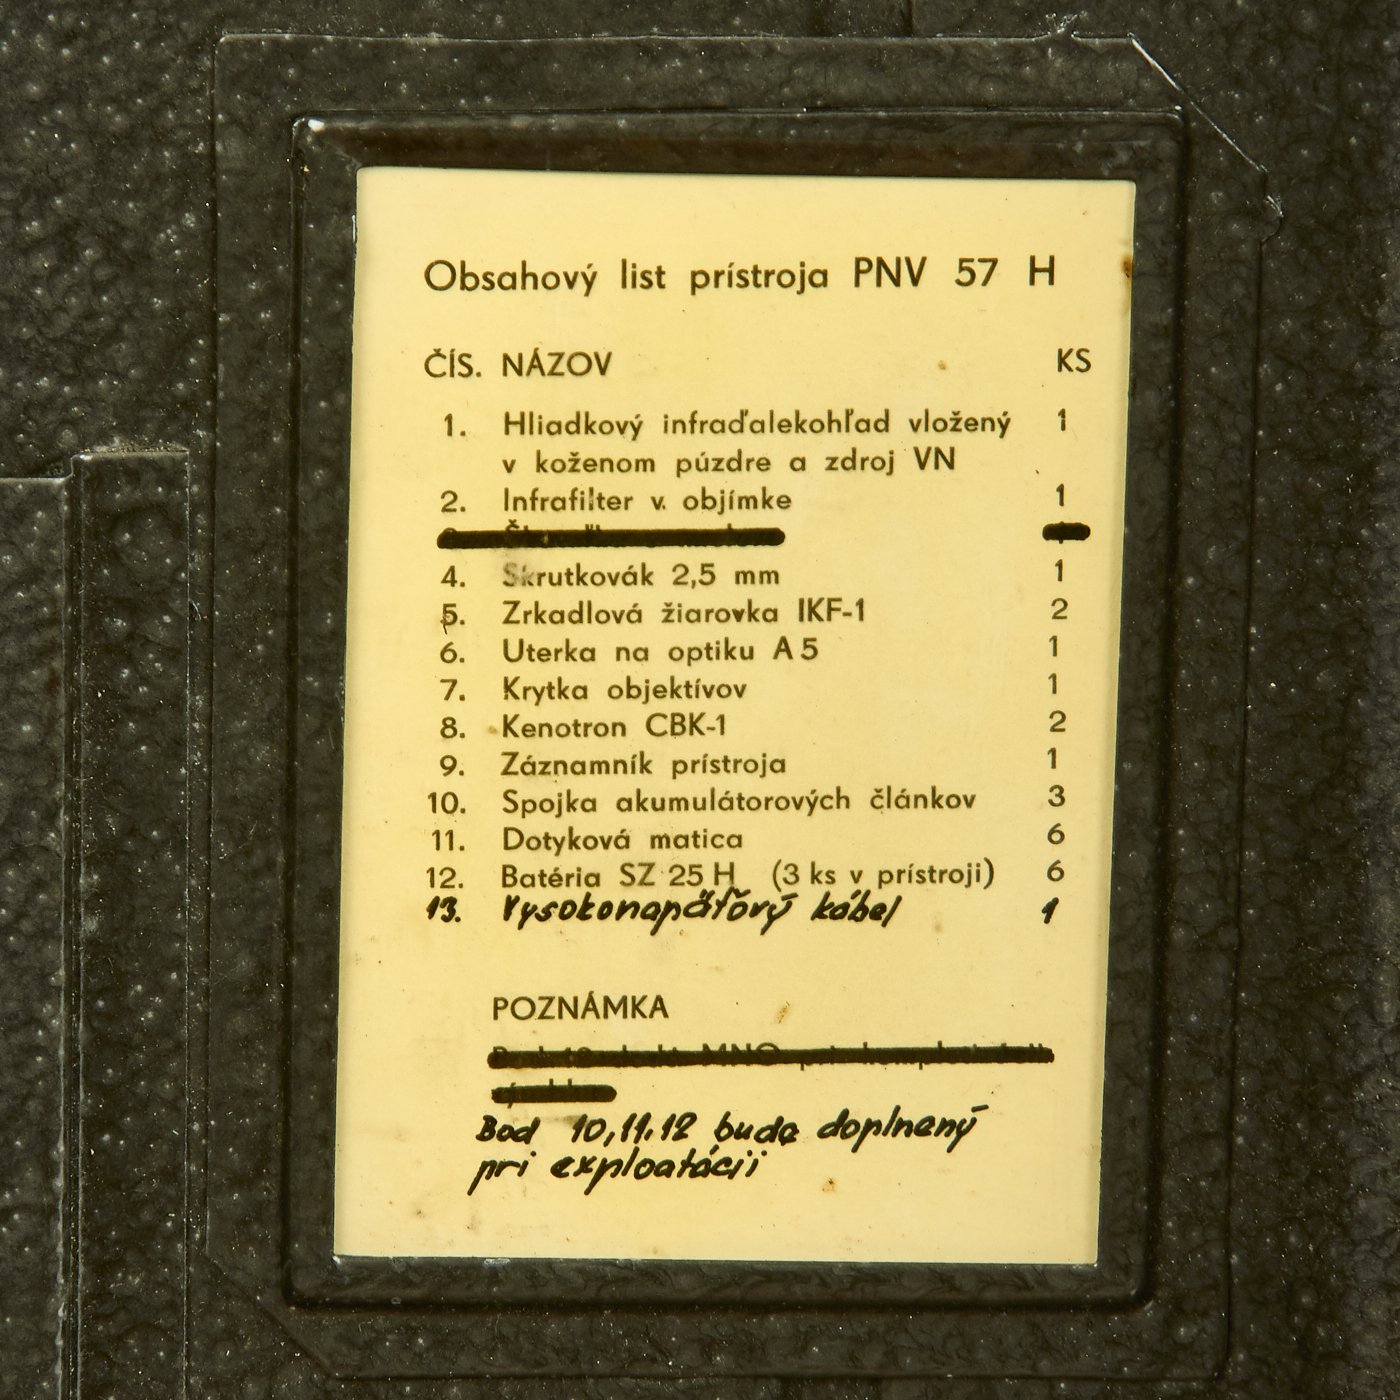 Obsahový list prístroja PNV 57 H
ČÍS. NÁZOV KS
1. Hliadkový infraďalekohľad vložený 1
v koženom púzdre a zdroj VN
2. Infrafilter v. objímke 1
4. Skrutkovák 2,5 mm 1
5. Zrkadlová žiarovka IKF-1 2
6. Uterka na optiku A 5 1
7. Krytka objektívov 1
8. Kenotron CBK-1 2
9. Záznamník prístroja 1
10. Spojka akumulátorových článkov 3
11. Dotyková matica 6
12. Batéria SZ 25 H (3 ks v prístroji) 6
13. Vysokonapäťový kábel 1
POZNÁMKA
Bod 10, 11. 12 bude doplnený
pri exploatácii